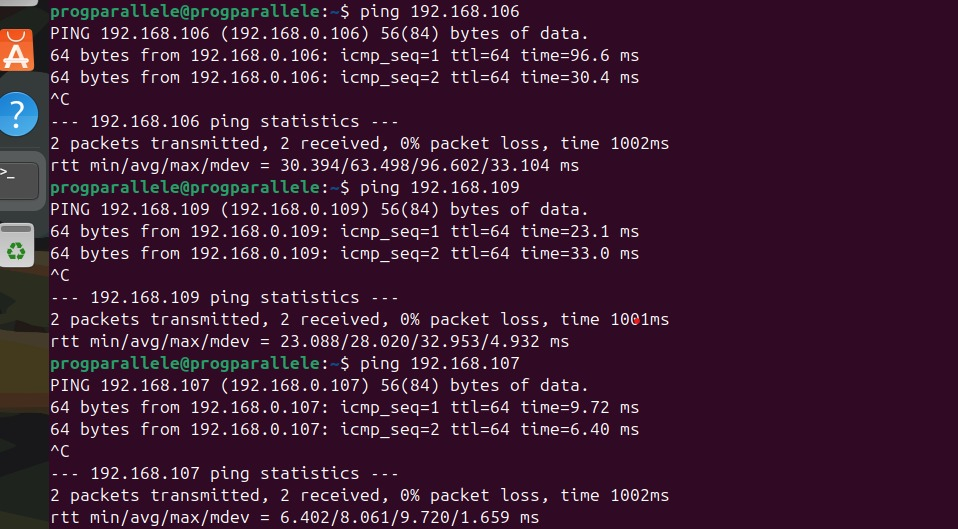 progparallele@progparallele:~$ ping 192.168.106
PING 192.168.106 (192.168.0.106) 56(84) bytes of data.
64 bytes from 192.168.0.106: icmp_seq=1 ttl=64 time=96.6 ms
64 bytes from 192.168.0.106: icmp_seq=2 ttl=64 time=30.4 ms
^C
--- 192.168.106 ping statistics ---
2 packets transmitted, 2 received, 0% packet loss, time 1002ms
rtt min/avg/max/mdev = 30.394/63.498/96.602/33.104 ms
progparallele@progparallele:~$ ping 192.168.109
PING 192.168.109 (192.168.0.109) 56(84) bytes of data.
64 bytes from 192.168.0.109: icmp_seq=1 ttl=64 time=23.1 ms
64 bytes from 192.168.0.109: icmp_seq=2 ttl=64 time=33.0 ms
^C
--- 192.168.109 ping statistics ---
2 packets transmitted, 2 received, 0% packet loss, time 1001ms
rtt min/avg/max/mdev = 23.088/28.020/32.953/4.932 ms
progparallele@progparallele:~$ ping 192.168.107
PING 192.168.107 (192.168.0.107) 56(84) bytes of data.
64 bytes from 192.168.0.107: icmp_seq=1 ttl=64 time=9.72 ms
64 bytes from 192.168.0.107: icmp_seq=2 ttl=64 time=6.40 ms
^C
--- 192.168.107 ping statistics ---
2 packets transmitted, 2 received, 0% packet loss, time 1002ms
rtt min/avg/max/mdev = 6.402/8.061/9.720/1.659 ms